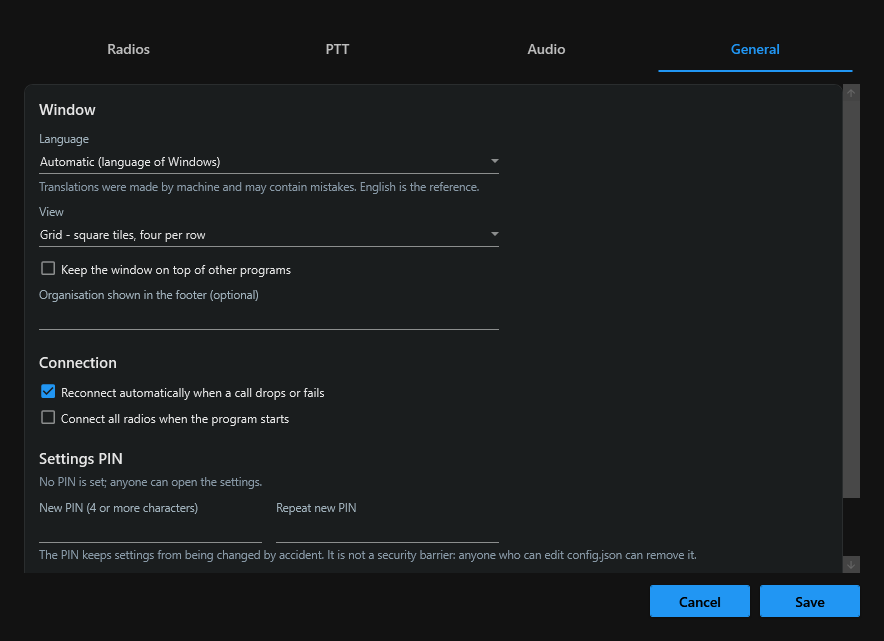 Radios
PTT
Audio
General
Window
Language
Automatic (language of Windows)
Translations were made by machine and may contain mistakes. English is the reference.
View
Grid - square tiles, four per row
Keep the window on top of other programs
Organisation shown in the footer (optional)
Connection
Reconnect automatically when a call drops or fails
Connect all radios when the program starts
Settings PIN
No PIN is set; anyone can open the settings.
New PIN (4 or more characters)
Repeat new PIN
The PIN keeps settings from being changed by accident. It is not a security barrier: anyone who can edit config.json can remove it.
Cancel
Save